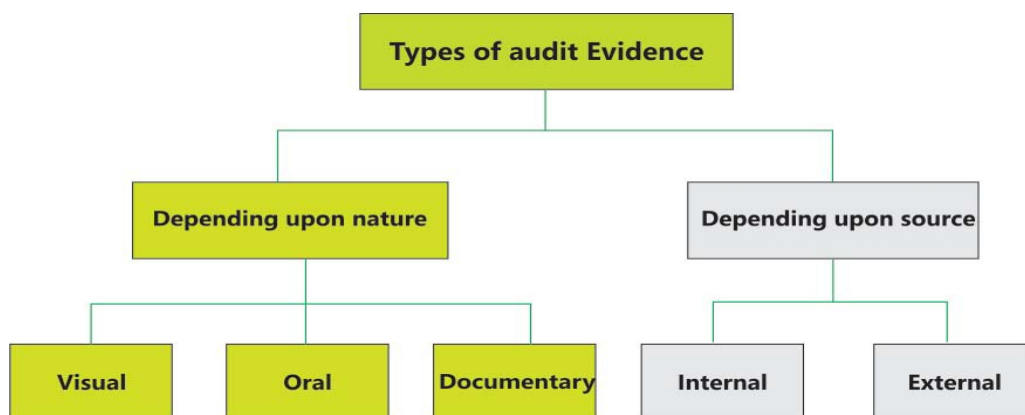 Types of audit Evidence
Depending upon nature
Depending upon source
Visual
Oral
Documentary
Internal
External